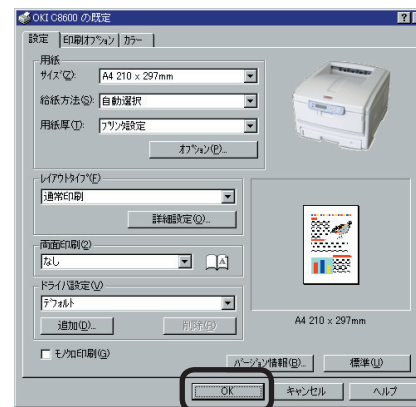 OKI C8600 の既定
設定 印刷オプション カラー
用紙
サイズ(Z): A4 210 x 297mm
給紙方法(S): 自動選択
用紙厚(T): プリンタ設定
オプション(P)...
レイアウトタイプ(E)
通常印刷
詳細設定(O)...
両面印刷(2)
なし
ドライバ設定(V)
デフォルト
追加(D)... 削除(R)
A4 210 x 297mm
モノクロ印刷(G)
バージョン情報(B)... 標準(U)
OK キャンセル ヘルプ